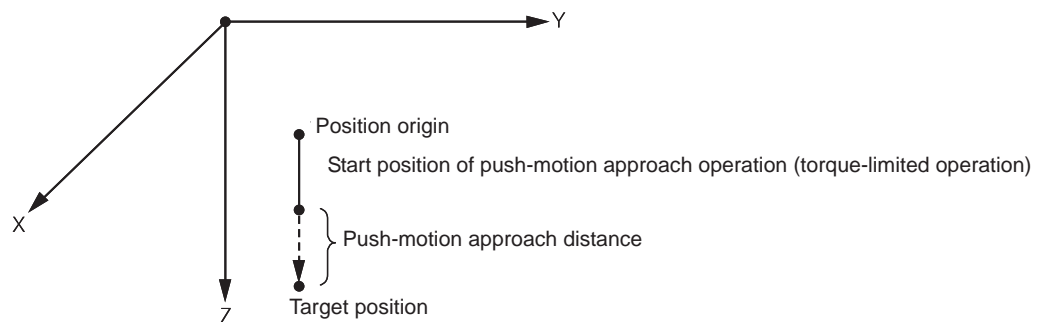 Y
Position origin
Start position of push-motion approach operation (torque-limited operation)
X
Push-motion approach distance
Target position
Z